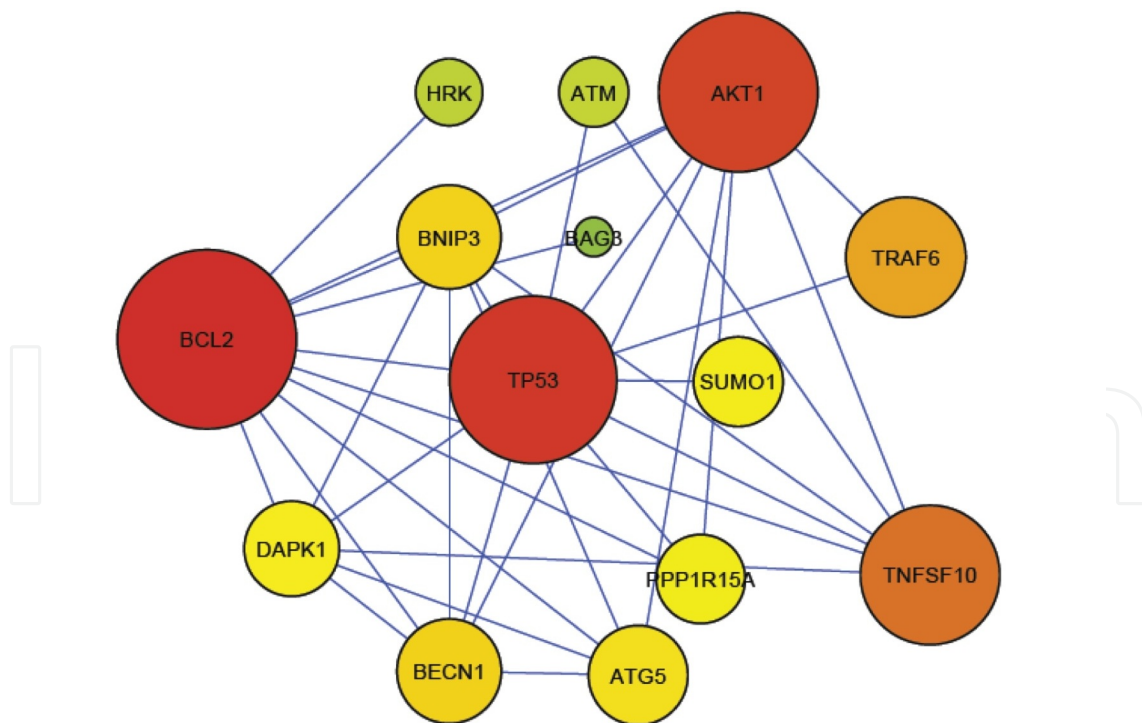 HRK
ATM
AKT1
BNIP3
BAG3
TRAF6
BCL2
TP53
SUMO1
DAPK1
PPP1R15A
TNFSF10
BECN1
ATG5